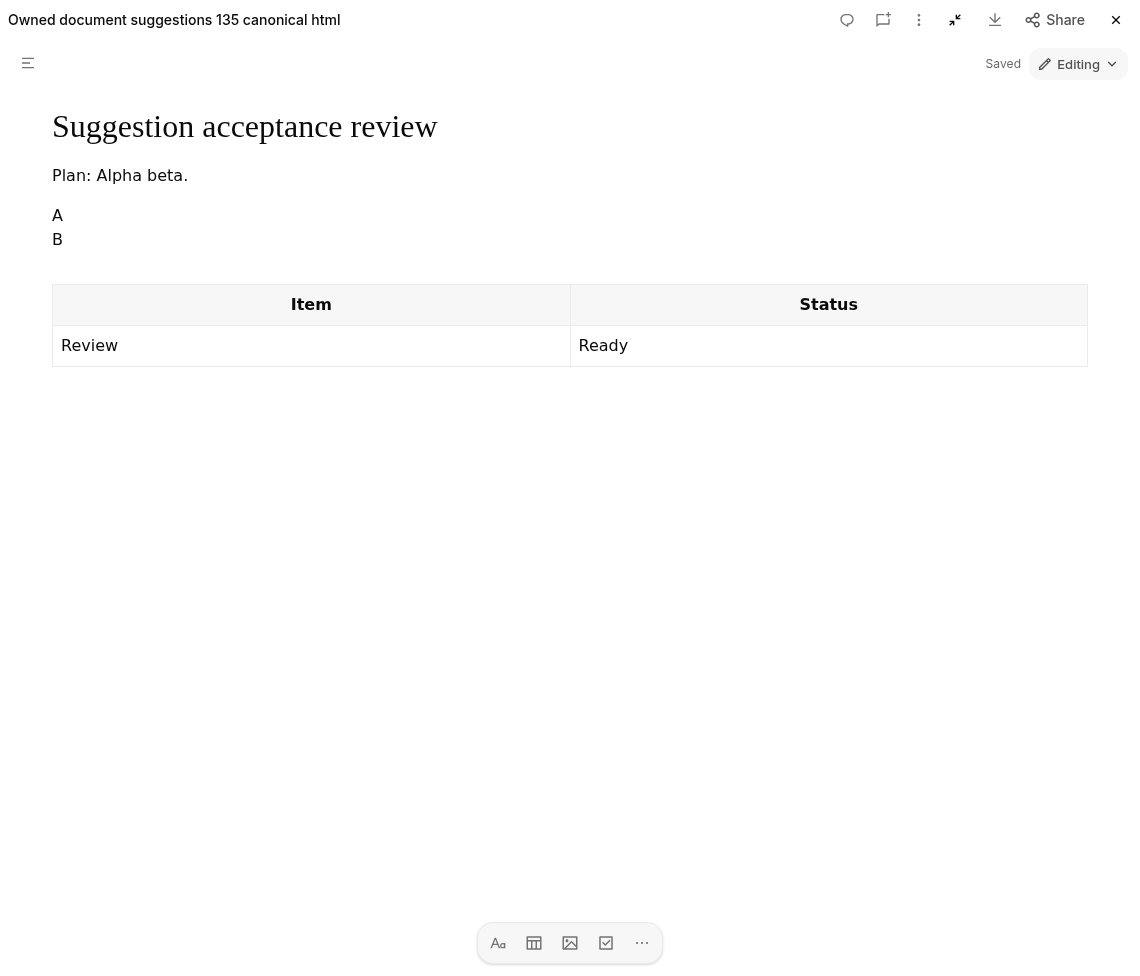 Owned document suggestions 135 canonical html
Share
Saved
Editing
Suggestion acceptance review
Plan: Alpha beta.
A
B
Item Status
Review Ready
Aa